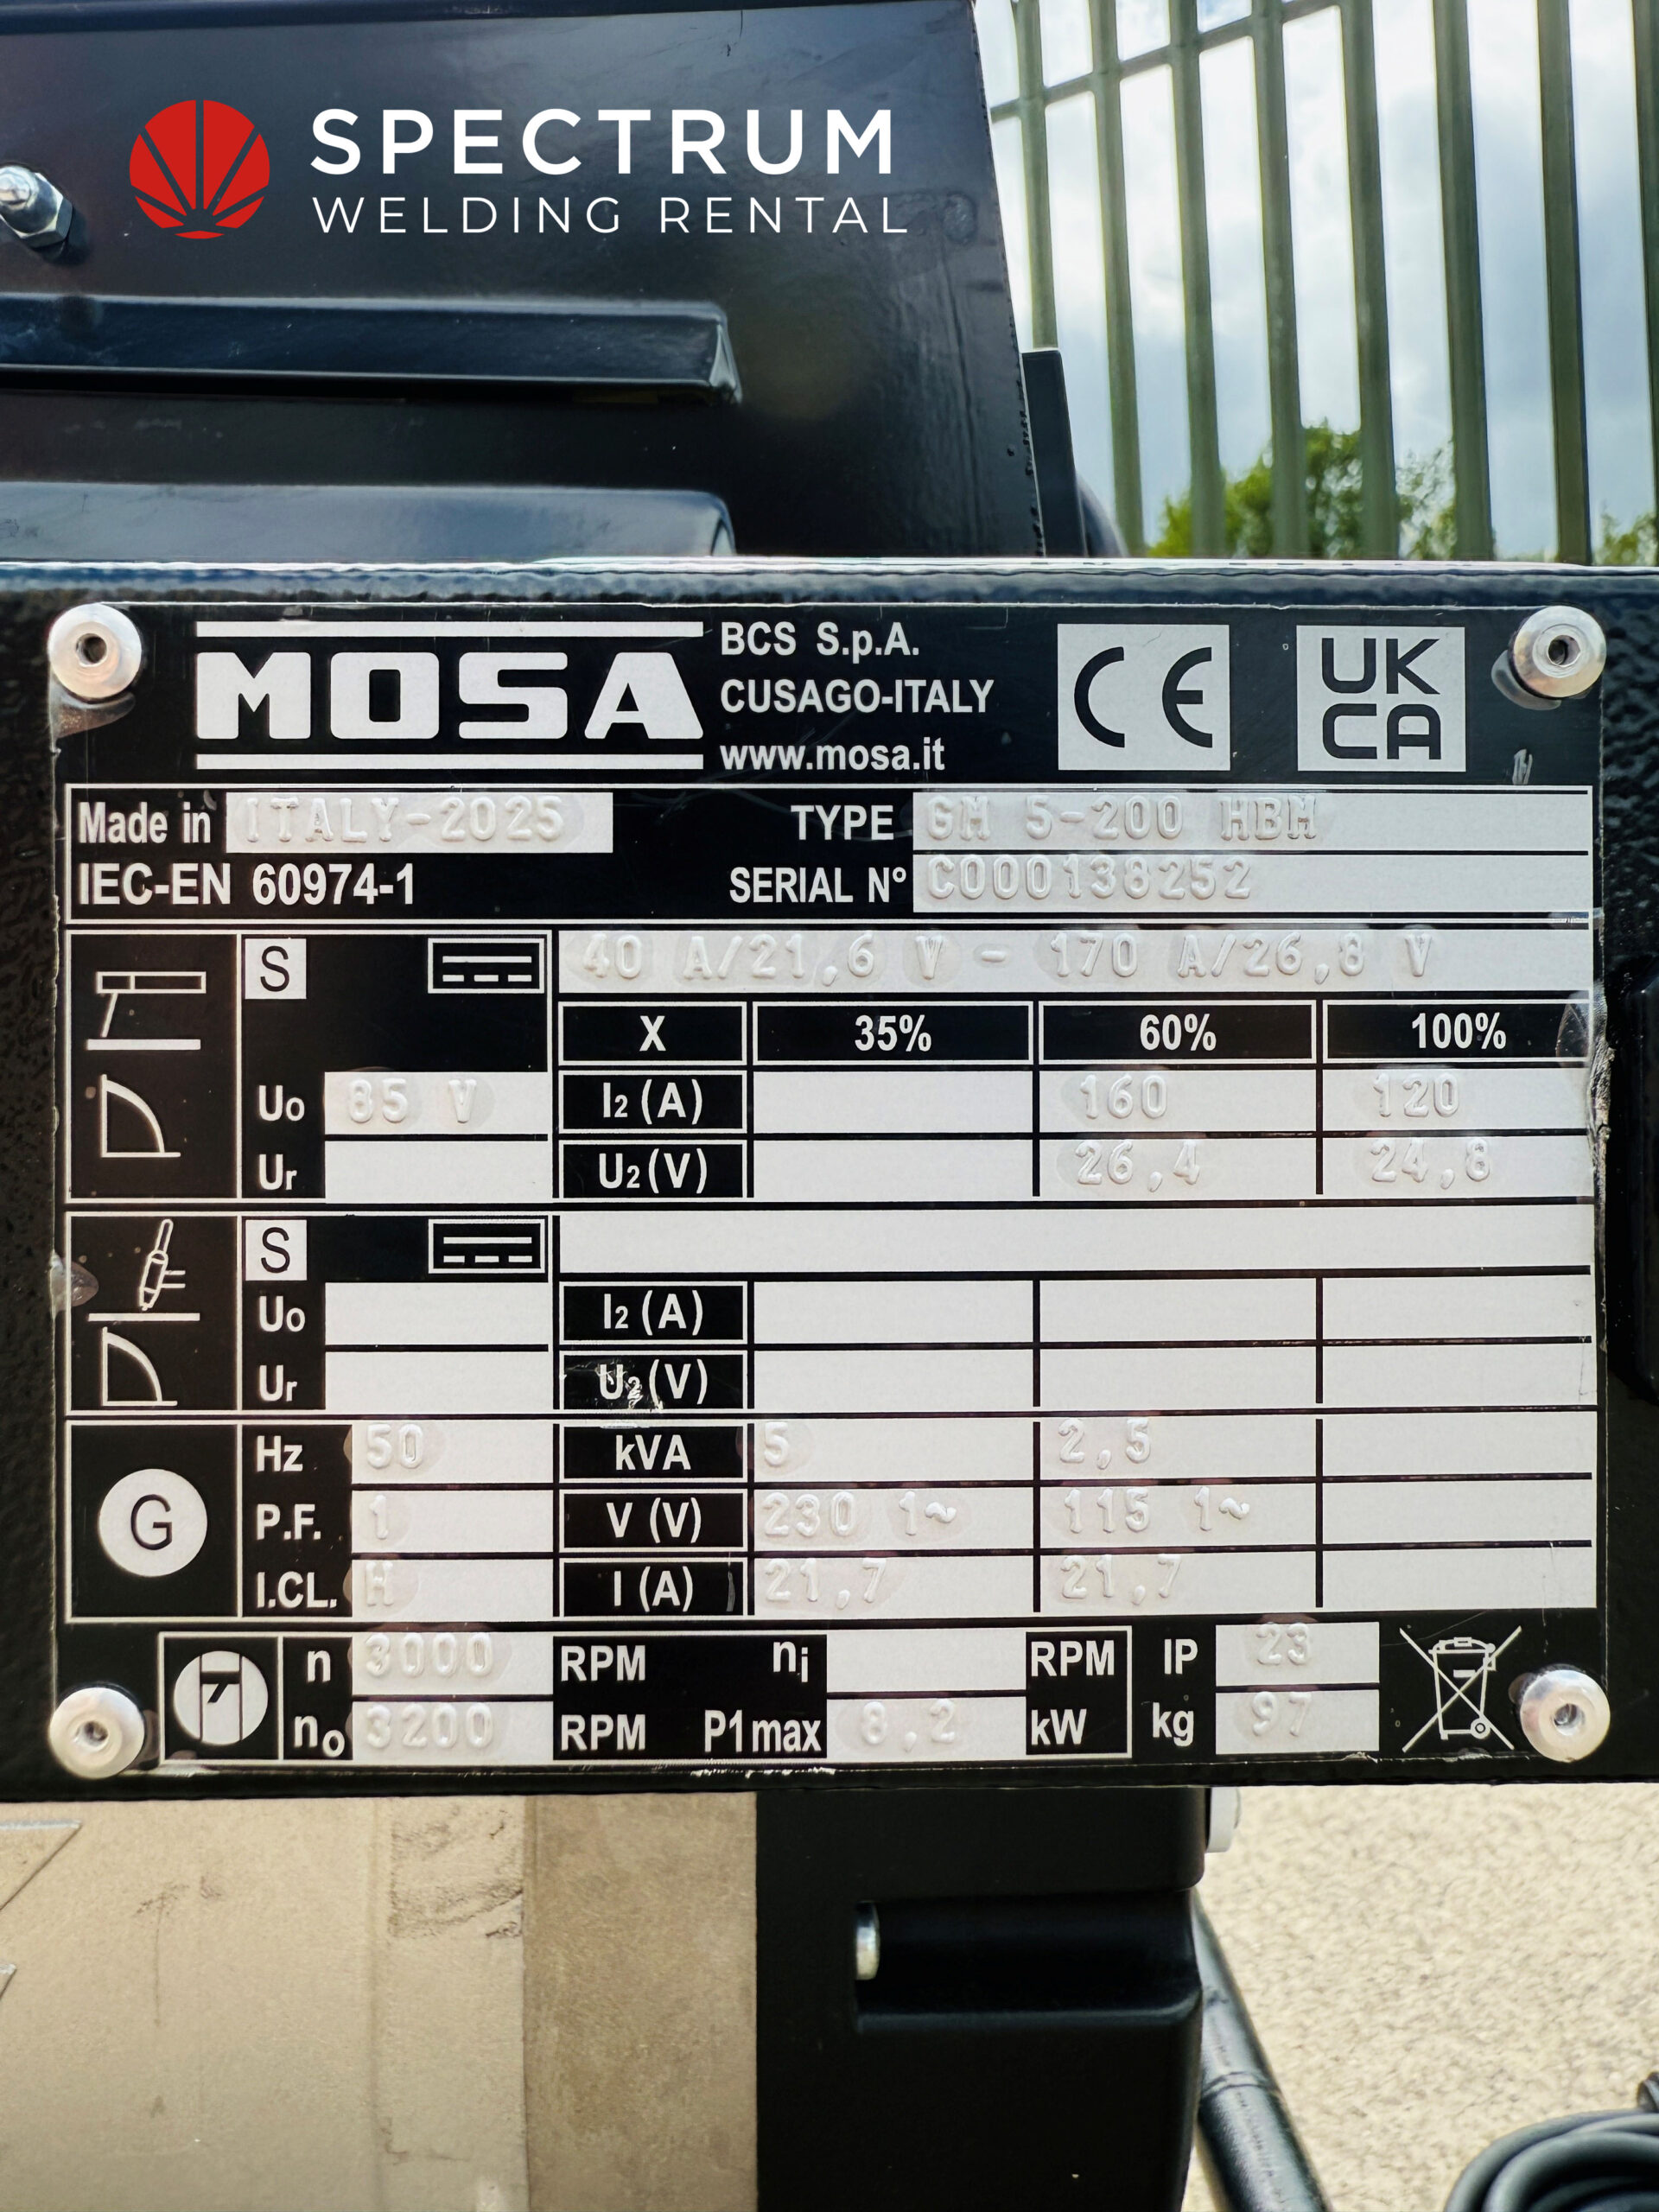 SPECTRUM
WELDING RENTAL
MOSA
BCS S.p.A.
CUSAGO-ITALY
www.mosa.it
CE
UK
CA
Made in ITALY-2025 TYPE GM 5-200 HBM
IEC-EN 60974-1 SERIAL Nº C000138252
S 40 A/21,6 V - 170 A/26,8 V
X 35% 60% 100%
U0 85 V I2 (A) 160 120
Ur U2 (V) 26,4 24,8
S
U0 I2 (A)
Ur U2 (V)
G
Hz 50 kVA 5 2,5
P.F. 1 V (V) 230 1~ 115 1~
I.CL. H I (A) 21,7 21,7
n 3000 RPM ni RPM IP 23
n0 3200 RPM P1 max 8,2 kW kg 97